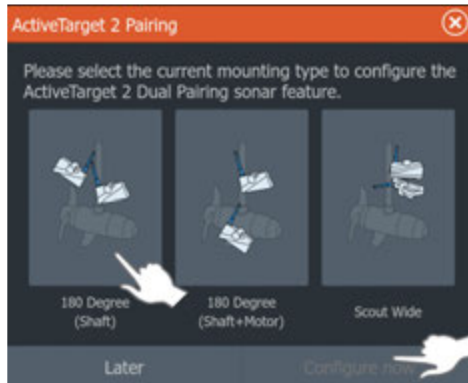 ActiveTarget 2 Pairing
Please select the current mounting type to configure the
ActiveTarget 2 Dual Pairing sonar feature.
180 Degree
(Shaft)
180 Degree
(Shaft+Motor)
Scout Wide
Later
Configure now